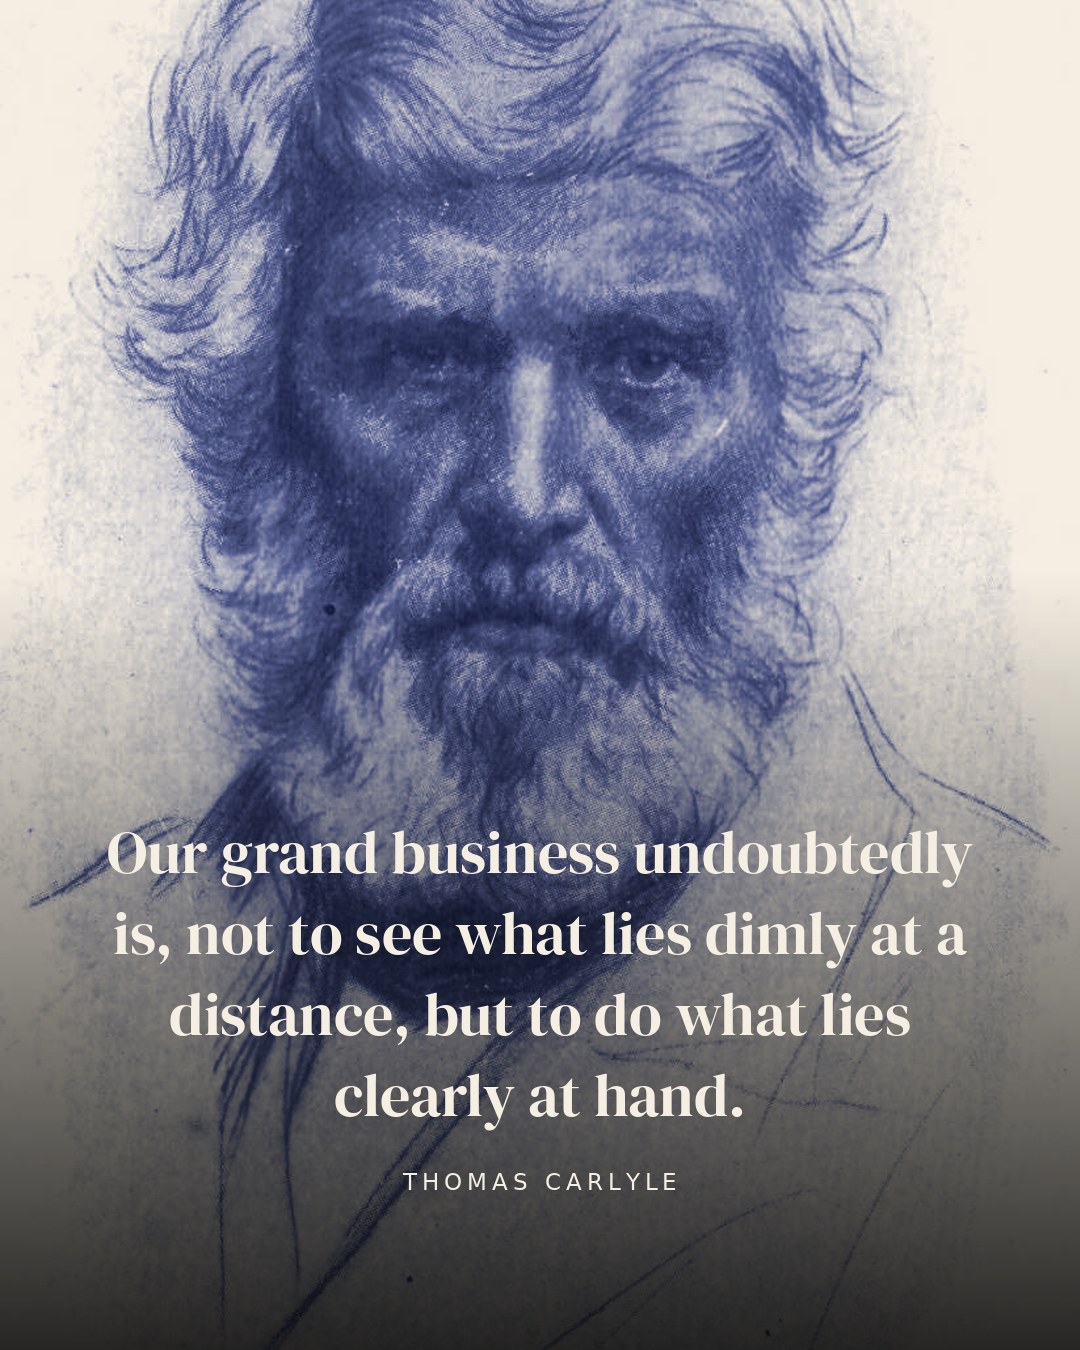 Our grand business undoubtedly
is, not to see what lies dimly at a
distance, but to do what lies
clearly at hand.
THOMAS CARLYLE